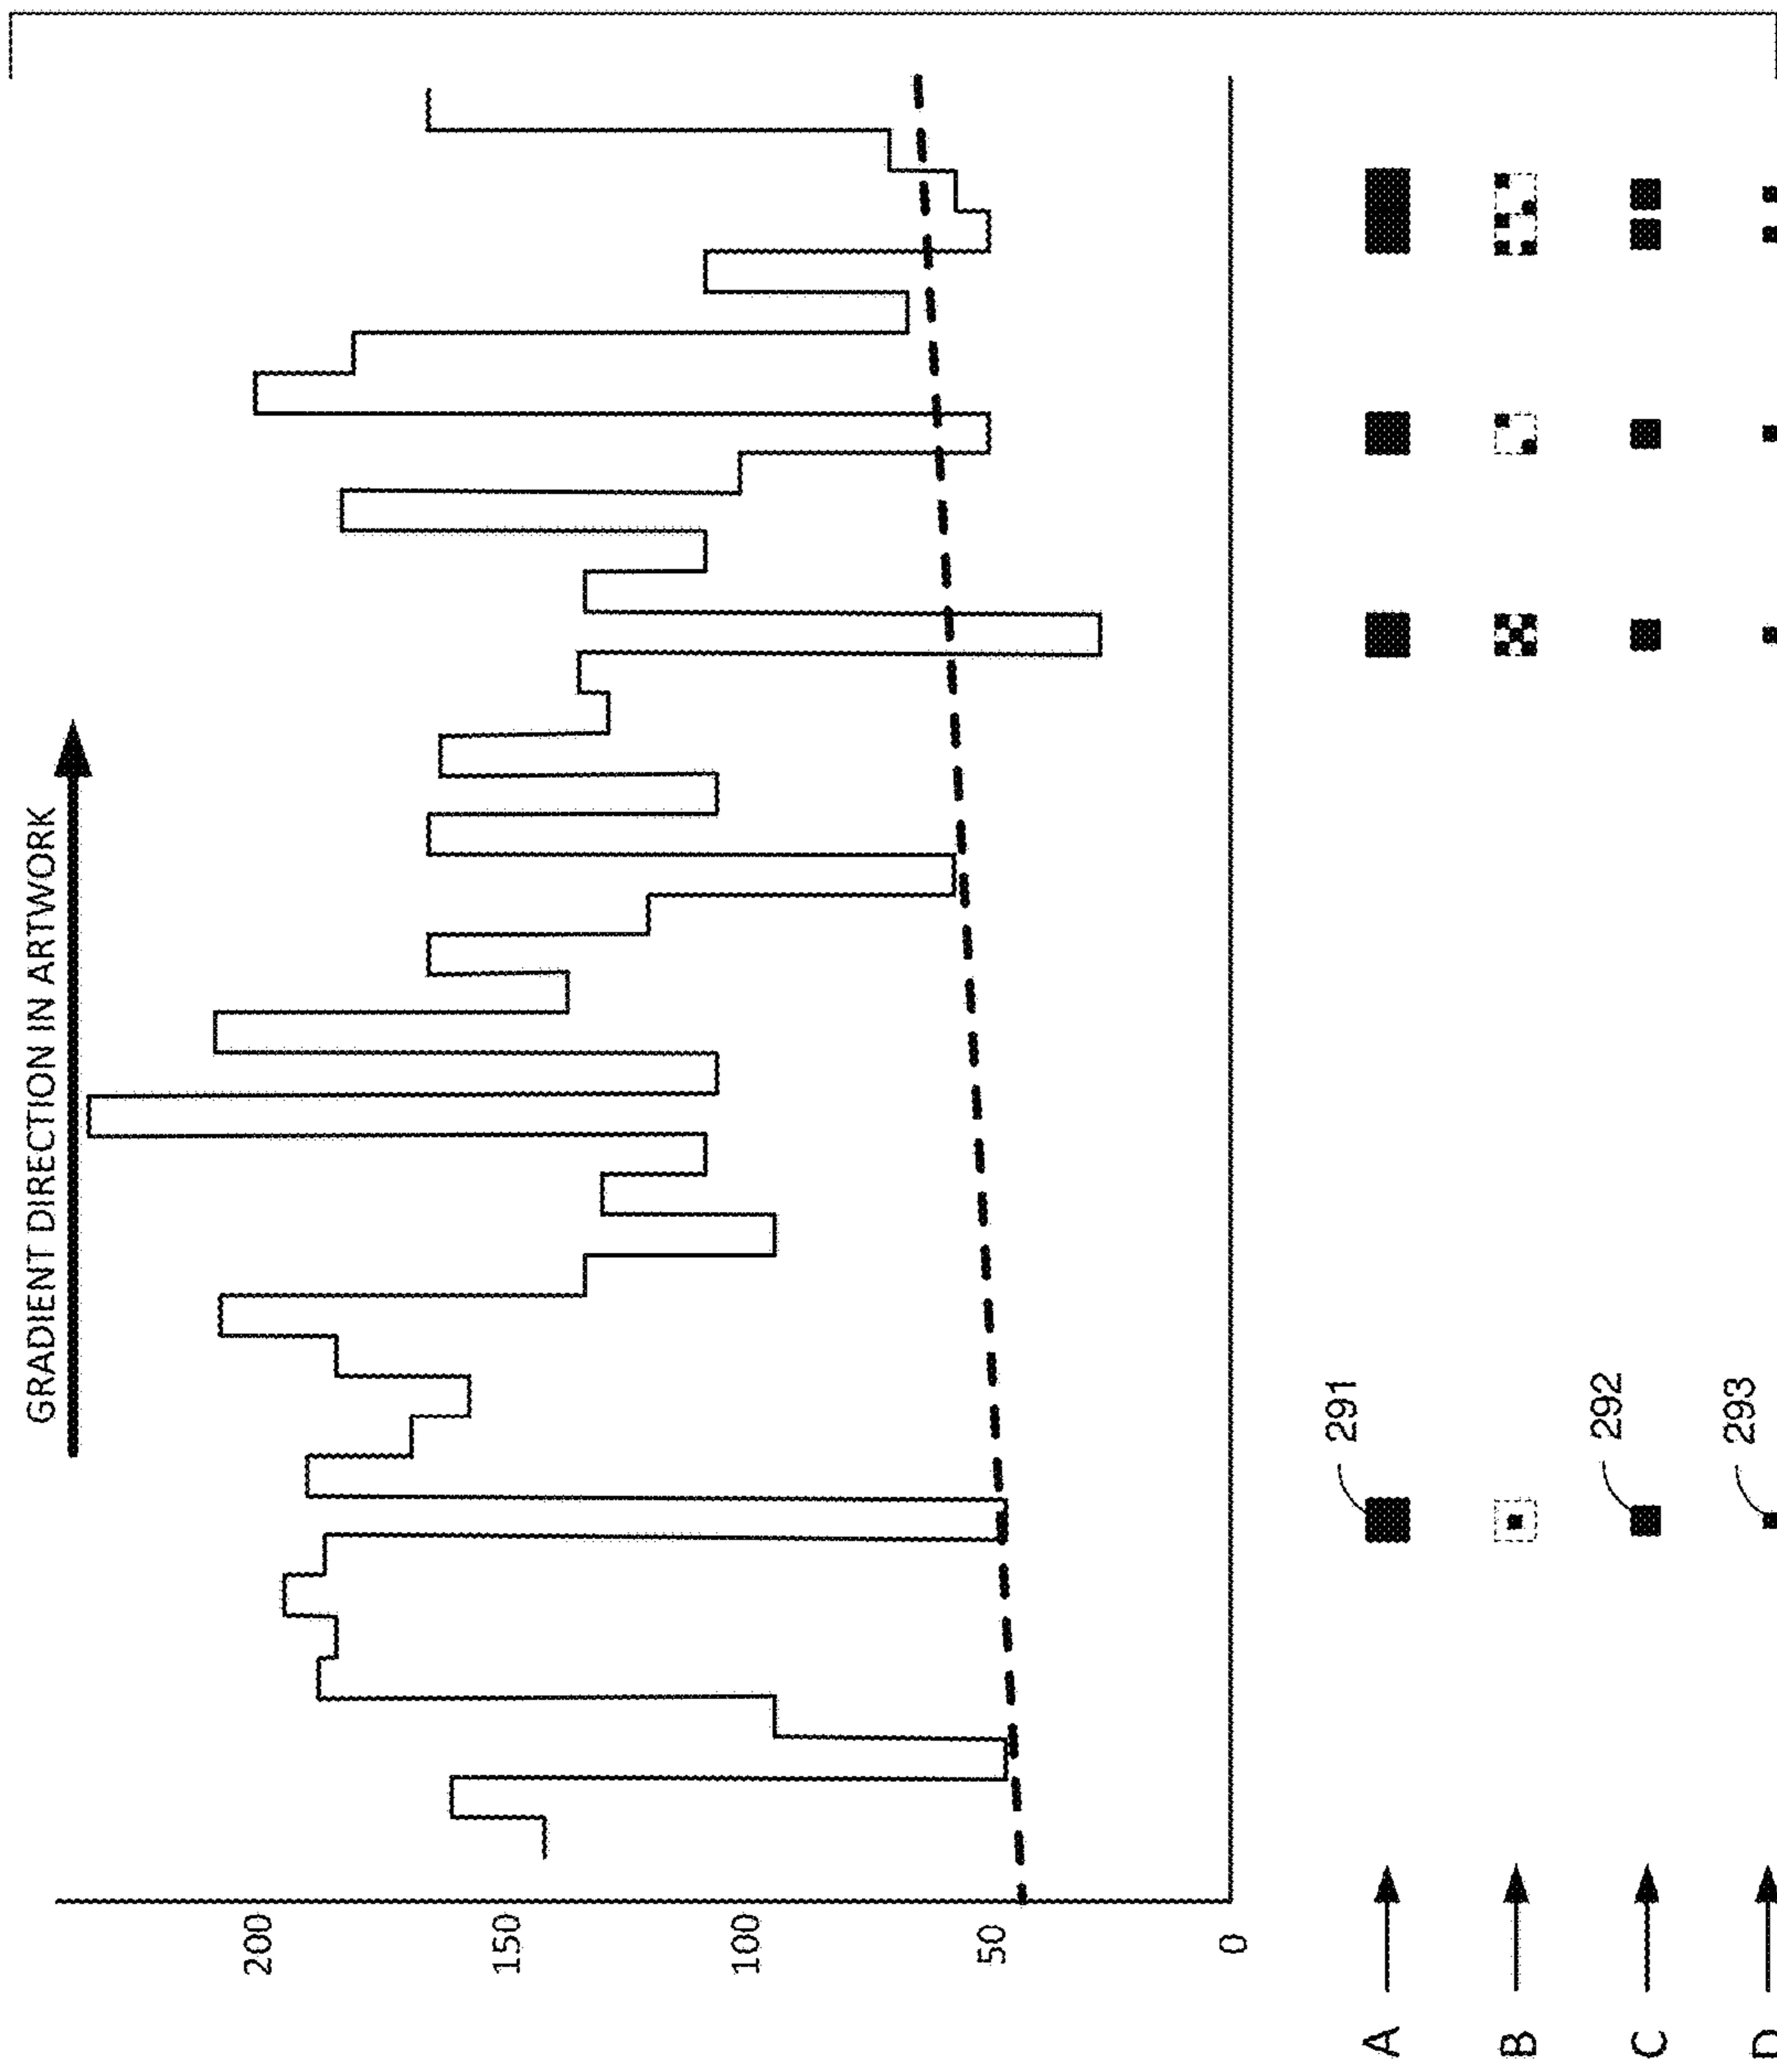 GRADIENT DIRECTION IN ARTWORK
200
150
100
50
0
A
291
B
C
292
D
293